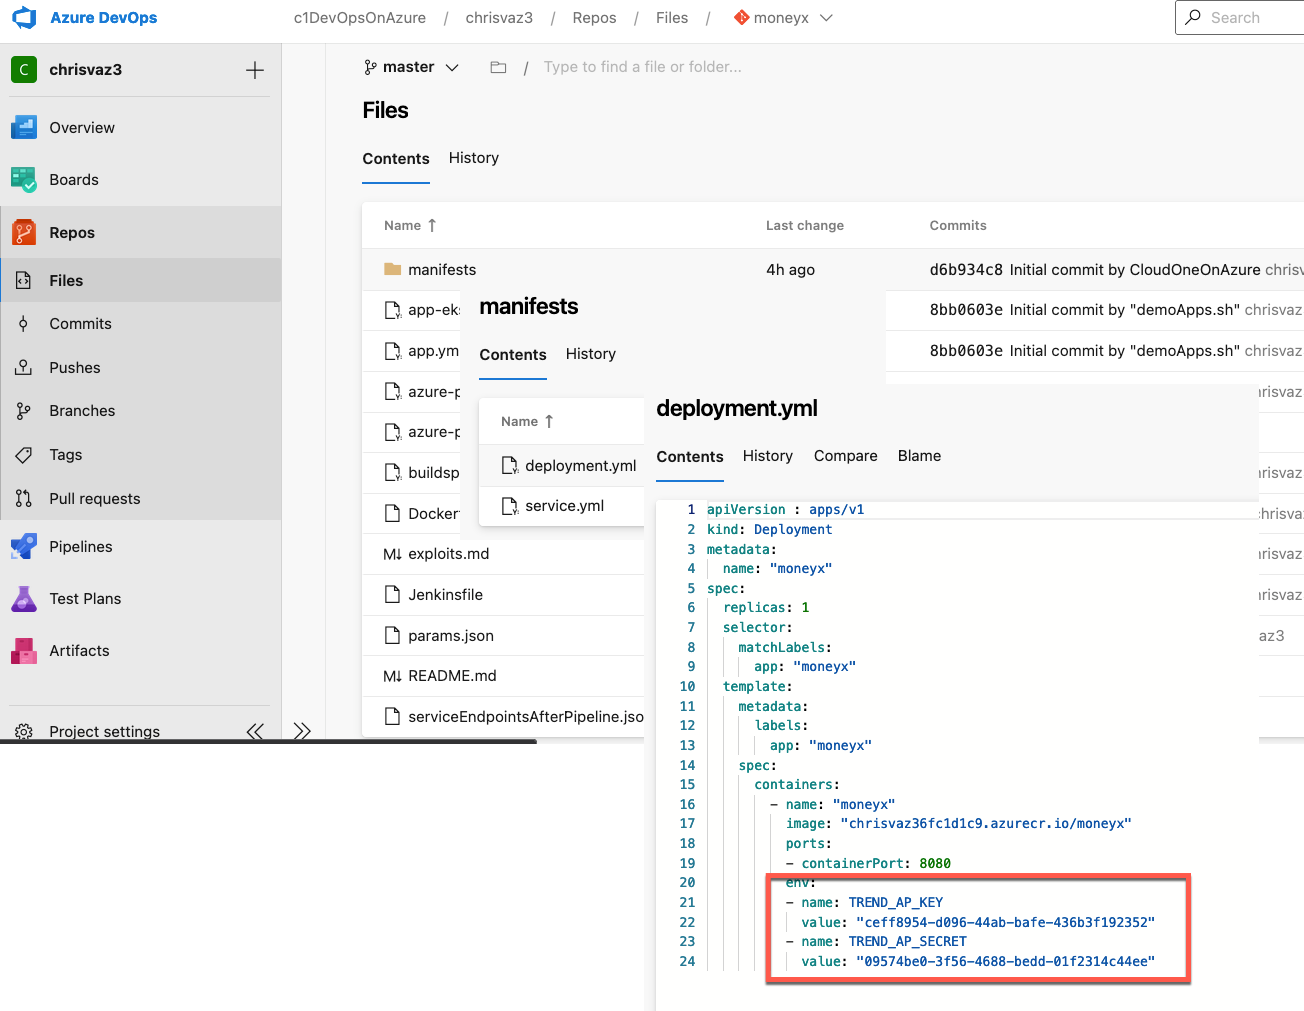 Azure DevOps
c1DevOpsOnAzure / chrisvaz3 / Repos / Files / moneyx
Search
C chrisvaz3
Overview
Boards
Repos
Files
Commits
Pushes
Branches
Tags
Pull requests
Pipelines
Test Plans
Artifacts
Project settings
master / Type to find a file or folder...
Files
Contents History
Name ↑ Last change Commits
manifests 4h ago d6b934c8 Initial commit by CloudOneOnAzure chrisv
app-eks 8bb0603e Initial commit by "demoApps.sh" chrisvaz
app.ym 8bb0603e Initial commit by "demoApps.sh" chrisvaz
azure-p hrisvaz
azure-p
buildsp hrisvaz
Docker hrisvaz
M↓ exploits.md hrisvaz
Jenkinsfile hrisvaz
params.json az3
M↓ README.md
serviceEndpointsAfterPipeline.jso
manifests
Contents History
Name ↑
deployment.yml
service.yml
deployment.yml
Contents History Compare Blame
1 apiVersion : apps/v1
2 kind: Deployment
3 metadata:
4 name: "moneyx"
5 spec:
6 replicas: 1
7 selector:
8 matchLabels:
9 app: "moneyx"
10 template:
11 metadata:
12 labels:
13 app: "moneyx"
14 spec:
15 containers:
16 - name: "moneyx"
17 image: "chrisvaz36fc1d1c9.azurecr.io/moneyx"
18 ports:
19 - containerPort: 8080
20 env:
21 - name: TREND_AP_KEY
22 value: "ceff8954-d096-44ab-bafe-436b3f192352"
23 - name: TREND_AP_SECRET
24 value: "09574be0-3f56-4688-bedd-01f2314c44ee"